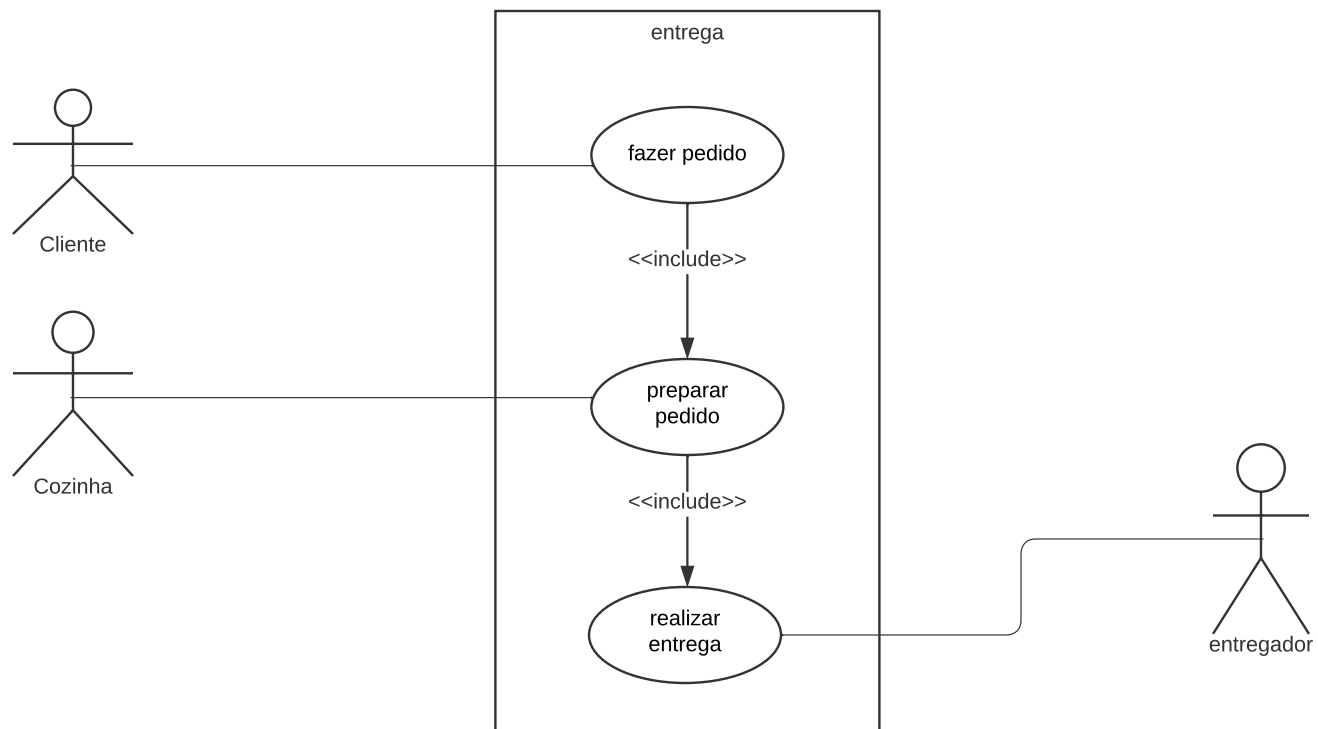 entrega
fazer pedido
Cliente
<<include>>
preparar
pedido
Cozinha
<<include>>
realizar
entrega
entregador